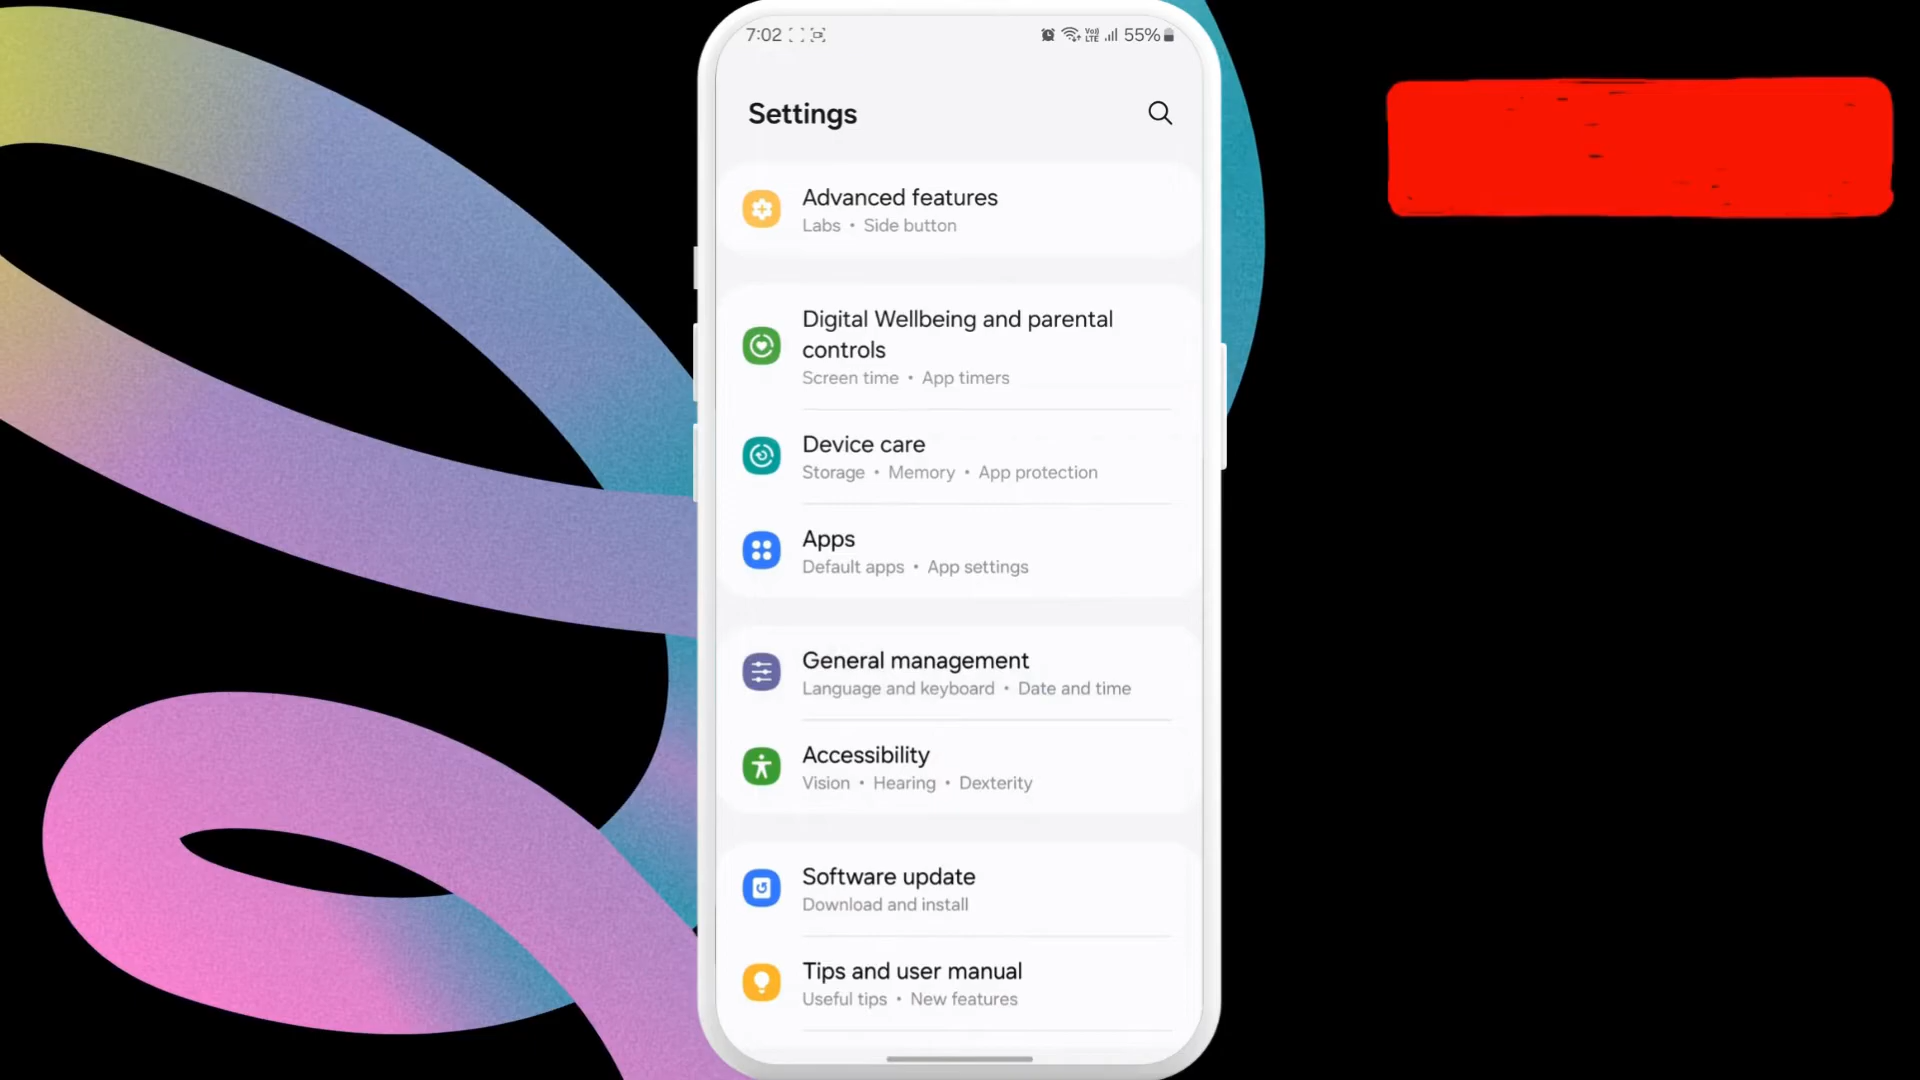 7:02 Vo) LTE 55%
Settings
Advanced features
Labs • Side button
Digital Wellbeing and parental
controls
Screen time • App timers
Device care
Storage • Memory • App protection
Apps
Default apps • App settings
General management
Language and keyboard • Date and time
Accessibility
Vision • Hearing • Dexterity
Software update
Download and install
Tips and user manual
Useful tips • New features